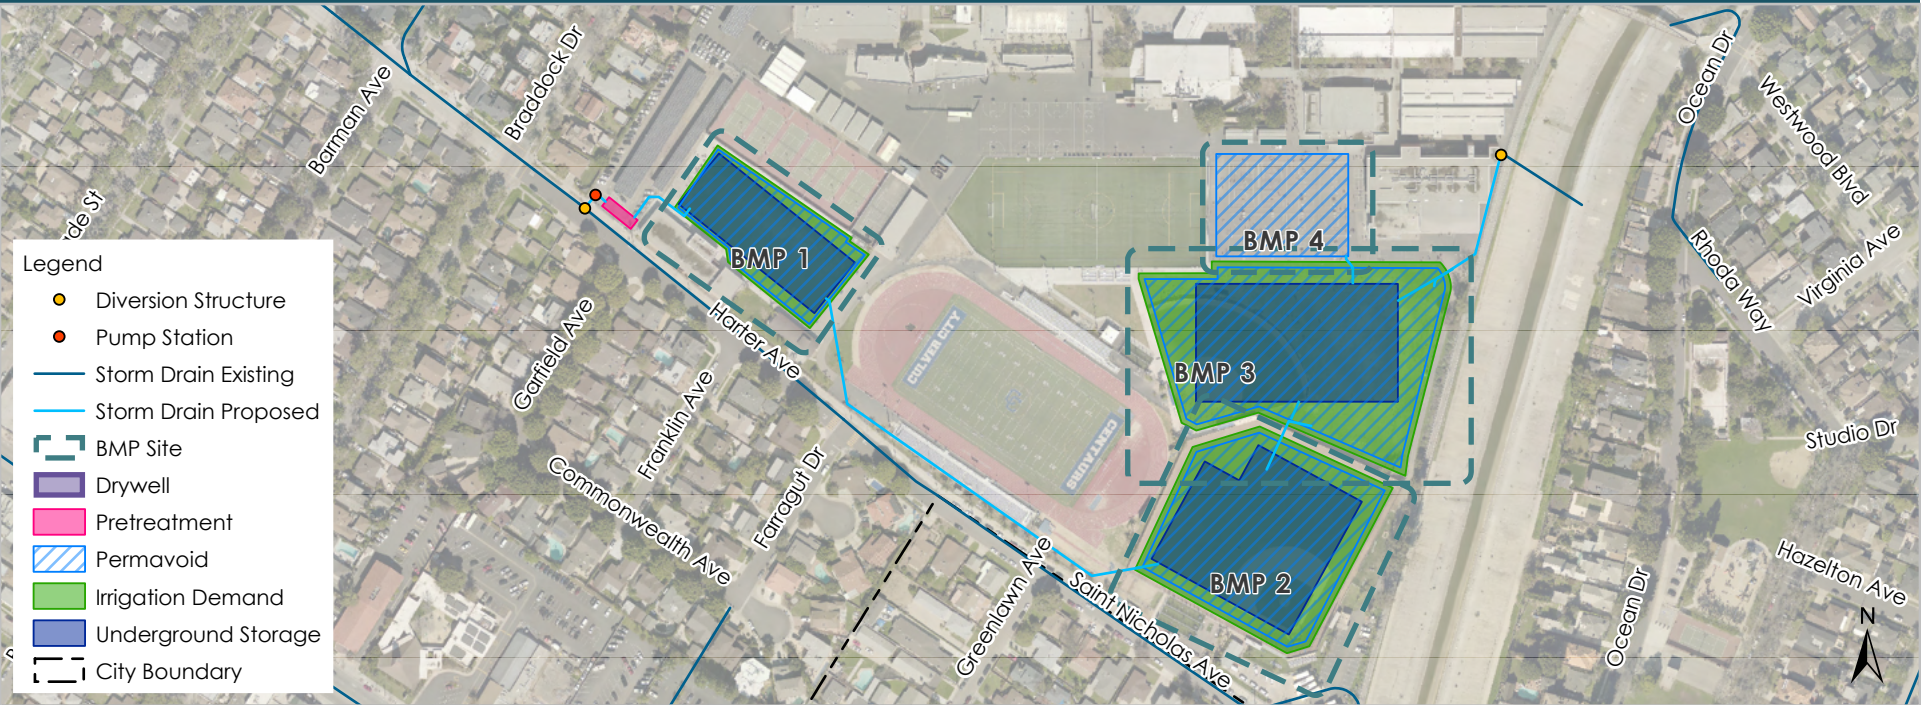 Barman Ave
Braddock Dr
Ocean Dr
Westwood Blvd
Virginia Ave
Rhoda Way
BMP 4
BMP 1
BMP 3
BMP 2
Harter Ave
Garfield Ave
Franklin Ave
Farragut Dr
Commonwealth Ave
CULVER CITY
CENTAURS
Greenlawn Ave
Saint Nicholas Ave
Studio Dr
Hazelton Ave
Ocean Dr
N
Legend
Diversion Structure
Pump Station
Storm Drain Existing
Storm Drain Proposed
BMP Site
Drywell
Pretreatment
Permavoid
Irrigation Demand
Underground Storage
City Boundary